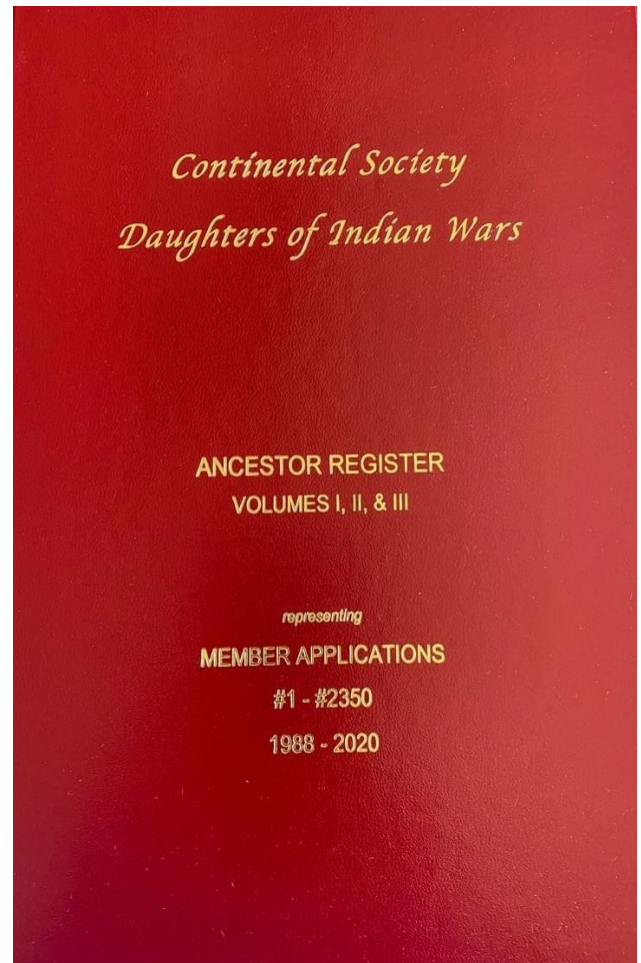 Continental Society
Daughters of Indian Wars
ANCESTOR REGISTER
VOLUMES I, II, & III
representing
MEMBER APPLICATIONS
#1 - #2350
1988 - 2020